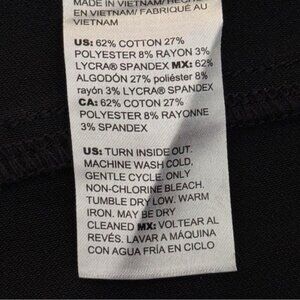 MADE IN VIETNAM/
EN VIETNAM/ FABRIQUÉ AU
VIETNAM
US: 62% COTTON 27%
POLYESTER 8% RAYON 3%
LYCRA® SPANDEX MX: 62%
ALGODÓN 27% poliéster 8%
rayón 3% LYCRA® SPANDEX
CA: 62% COTON 27%
POLYESTER 8% RAYONNE
3% SPANDEX
US: TURN INSIDE OUT.
MACHINE WASH COLD,
GENTLE CYCLE. ONLY
NON-CHLORINE BLEACH.
TUMBLE DRY LOW. WARM
IRON. MAY BE DRY
CLEANED MX: VOLTEAR AL
REVÉS. LAVAR A MÁQUINA
CON AGUA FRÍA EN CICLO